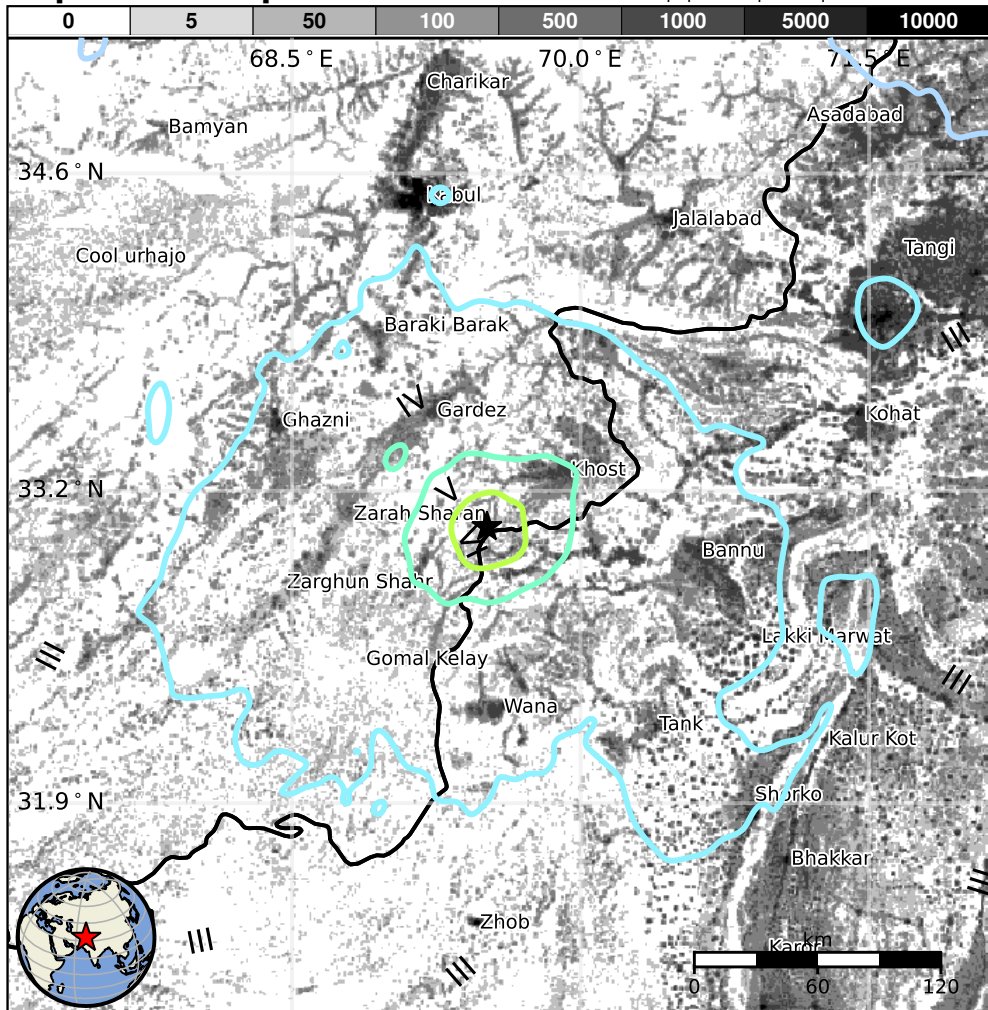 0 5 50 100 500 1000 5000 10000
68.5°E 70.0°E
Charikar
Asadabad
Bamyan
34.6°N
Kabul
Jalalabad
Tangi
Cool urhajo
Baraki Barak
III
IV
Gardez
Ghazni
Kohat
Khost
33.2°N
V
Zarah Sharan
Bannu
Zarghun Shahr
Lakki Marwat
III
Gomal Kelay
III
Wana
Tank
Kalur Kot
31.9°N
Shorko
Bhakkar
III
Zhob
III
III
Karor
km
0 60 120